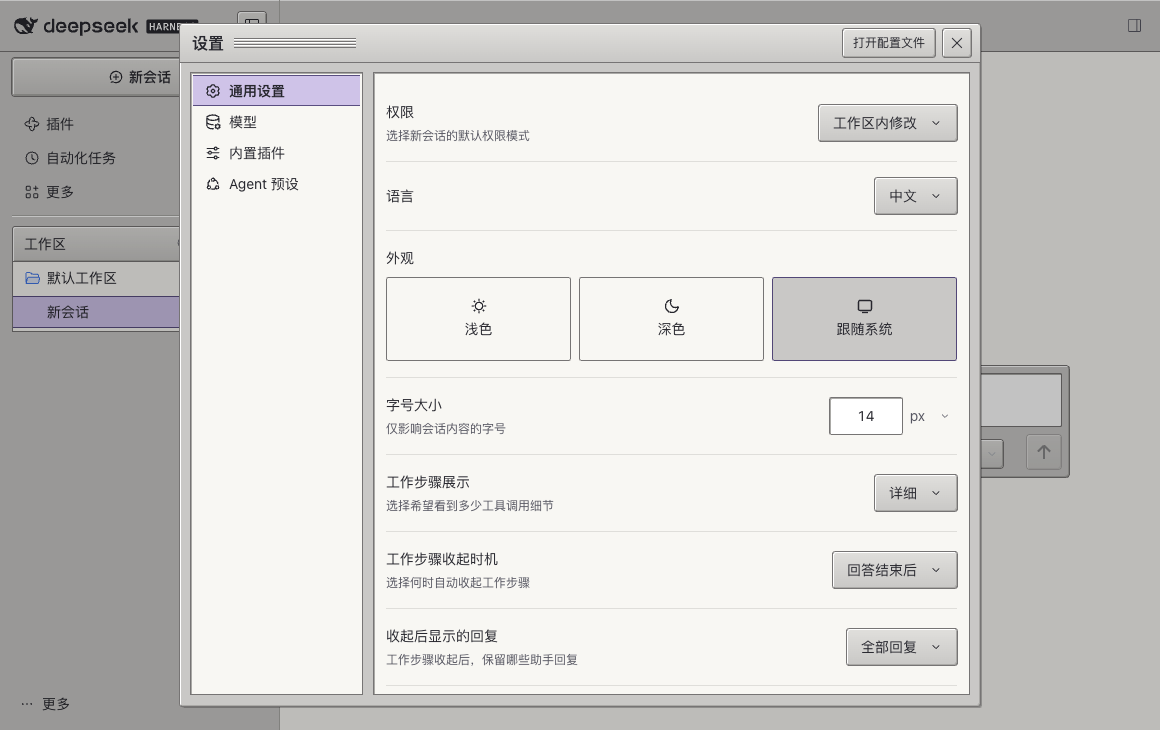 deepseek
新会话
插件
自动化任务
更多
工作区
默认工作区
新会话
更多
设置
打开配置文件
通用设置
模型
内置插件
Agent 预设
权限
选择新会话的默认权限模式
工作区内修改
语言
中文
外观
浅色
深色
跟随系统
字号大小
仅影响会话内容的字号
14
px
工作步骤展示
选择希望看到多少工具调用细节
详细
工作步骤收起时机
选择何时自动收起工作步骤
回答结束后
收起后显示的回复
工作步骤收起后，保留哪些助手回复
全部回复